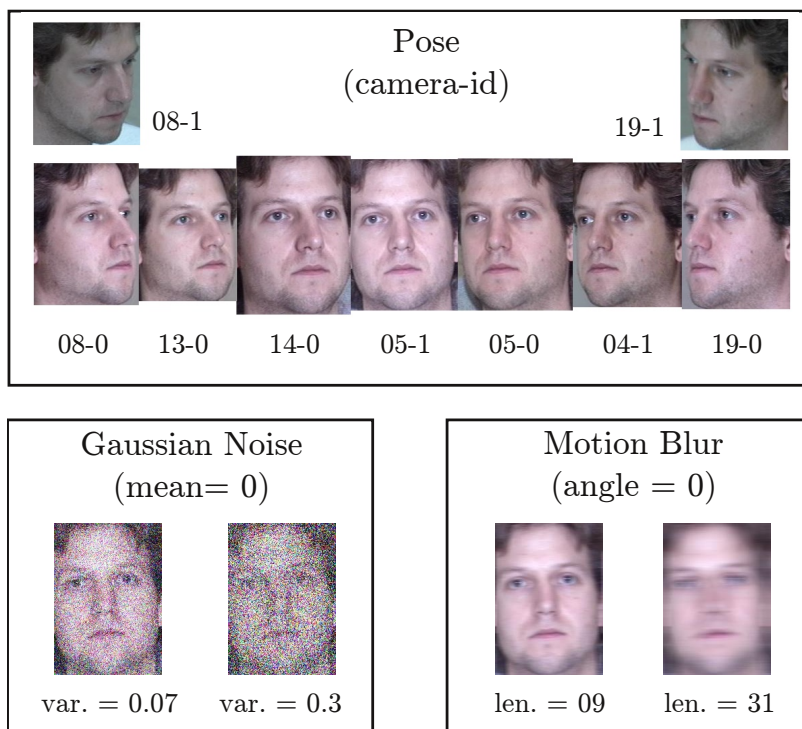 Pose
(camera-id)
08-1
19-1
08-0 13-0 14-0 05-1 05-0 04-1 19-0
Gaussian Noise
(mean= 0)
var. = 0.07 var. = 0.3
Motion Blur
(angle = 0)
len. = 09 len. = 31